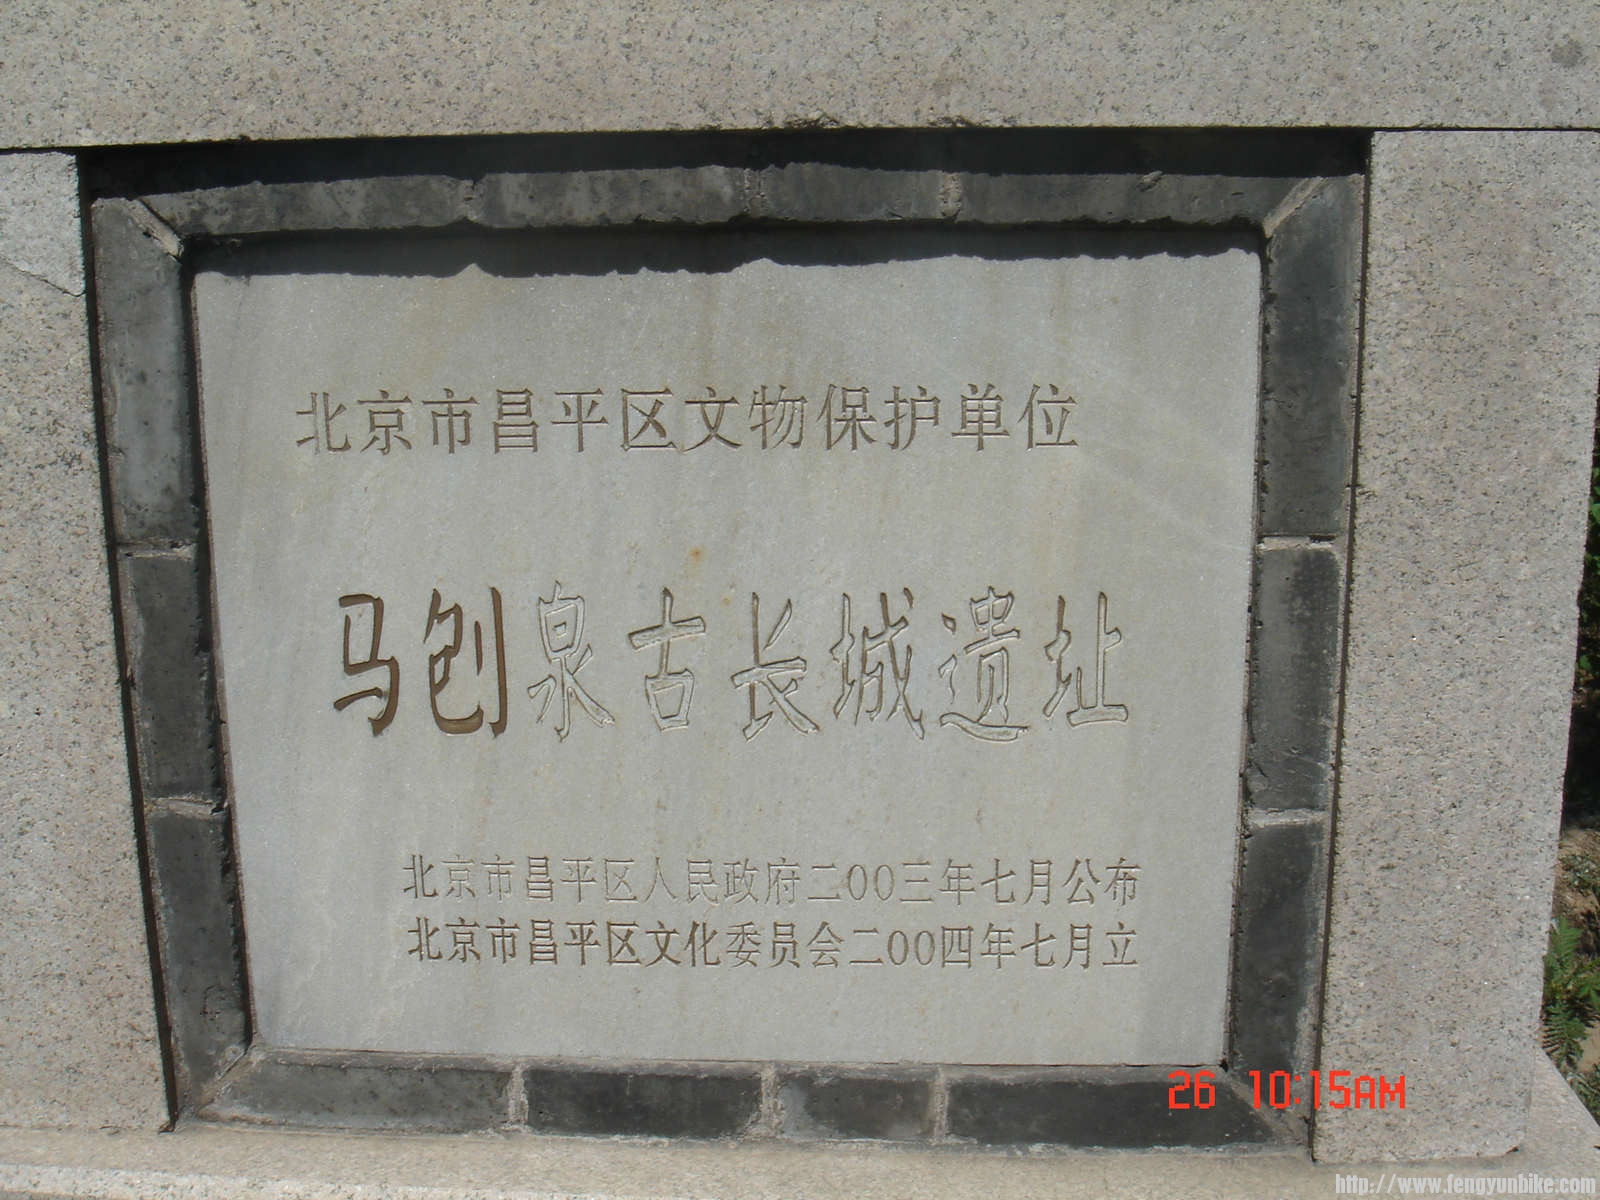 北京市昌平区文物保护单位
马刨泉古长城遗址
北京市昌平区人民政府二00三年七月公布
北京市昌平区文化委员会二00四年七月立
26 10:15AM
http://www.fengyunbike.com